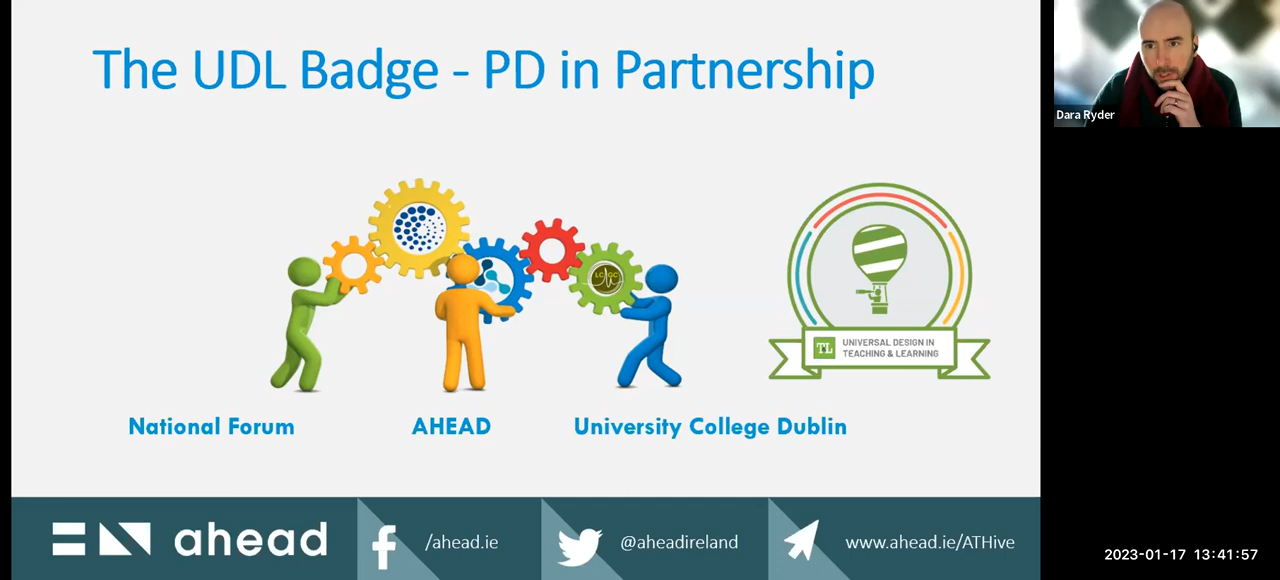 The UDL Badge - PD in Partnership
Dara Ryder
TL
UNIVERSAL DESIGN IN
TEACHING & LEARNING
National Forum
AHEAD
University College Dublin
ahead
/ahead.ie
@aheadireland
www.ahead.ie/ATHive
2023-01-17 13:41:57